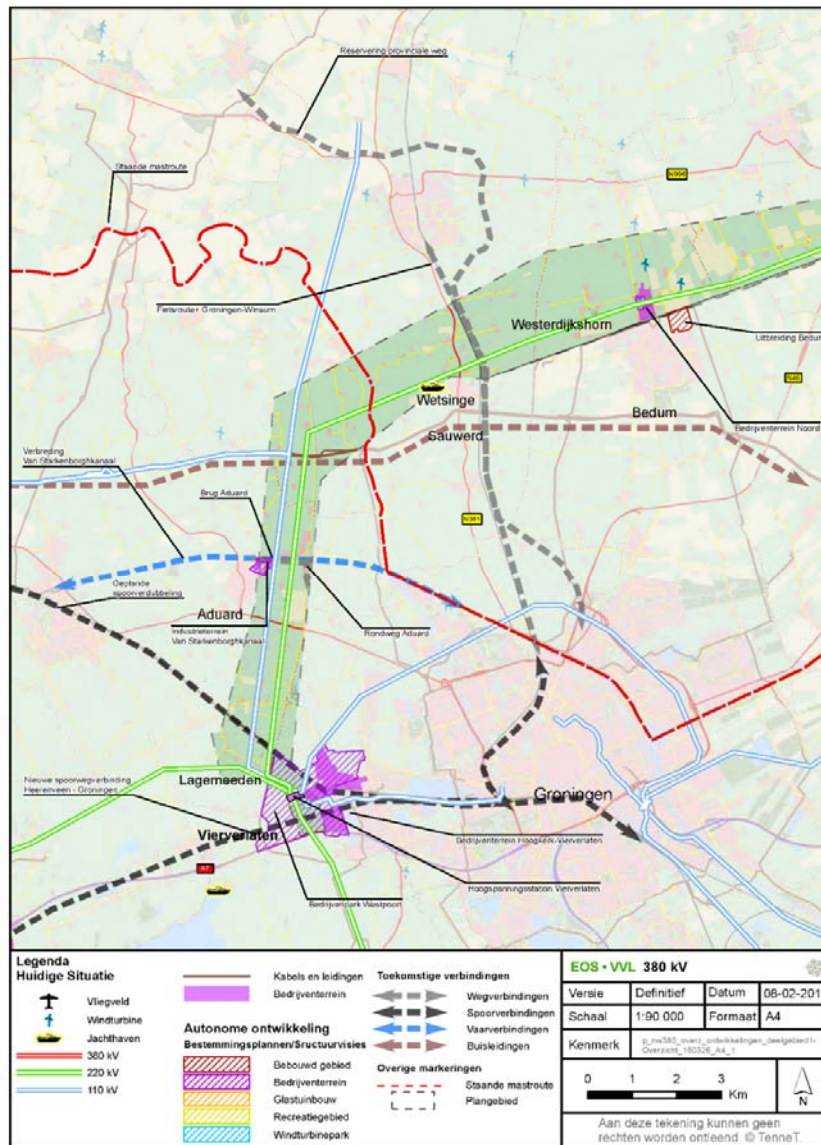 Reservering provinciale weg
Staande mastroute
Fietsroute+ Groningen-Winsum
Westerdijkshorn
Uitbreiding Bedum
N46
Wetsinge
Bedum
Sauwerd
Bedrijventerrein Noord
Verbreding
Van Starkenborghkanaal
Brug Aduard
N361
Geplande
spoorverdubbeling
Aduard
Industrieterrein
Van Starkenborghkanaal
Rondweg Aduard
Lagemeeden
Nieuwe spoorwegverbinding
Heerenveen - Groningen
Groningen
Vierverlaten
Bedrijventerrein Hoogkerk-Vierverlaten
A7
Bedrijvenpark Westpoort
Hoogspanningsstation Vierverlaten
Legenda
Huidige Situatie
Vliegveld
Windturbine
Jachthaven
380 kV
220 kV
110 kV
Kabels en leidingen
Bedrijventerrein
Autonome ontwikkeling
Bestemmingsplannen/Sructuurvisies
Bebouwd gebied
Bedrijventerrein
Glastuinbouw
Recreatiegebied
Windturbinepark
Toekomstige verbindingen
Wegverbindingen
Spoorverbindingen
Vaarverbindingen
Buisleidingen
Overige markeringen
Staande mastroute
Plangebied
EOS • VVL 380 kV
Versie Definitief Datum 08-02-201
Schaal 1:90 000 Formaat A4
Kenmerk
0 1 2 3
Km
N
Aan deze tekening kunnen geen
rechten worden ontleend. © TenneT.